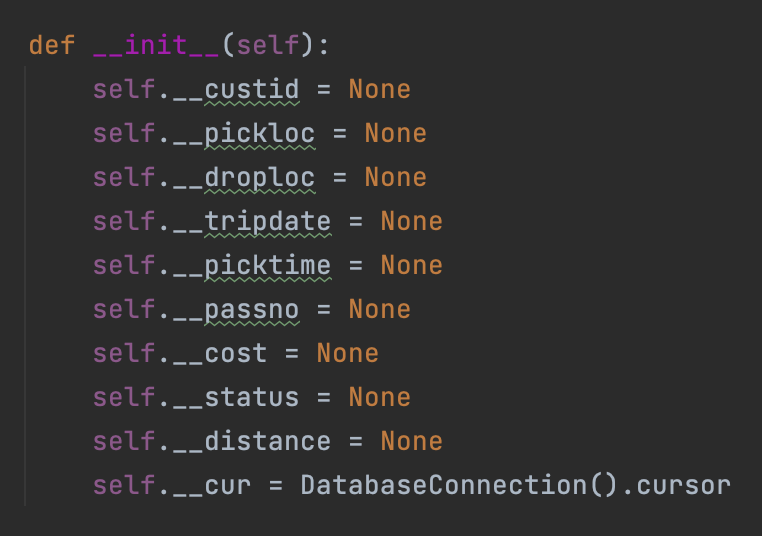 def __init__(self):
self.__custid = None
self.__pickloc = None
self.__droploc = None
self.__tripdate = None
self.__picktime = None
self.__passno = None
self.__cost = None
self.__status = None
self.__distance = None
self.__cur = DatabaseConnection().cursor